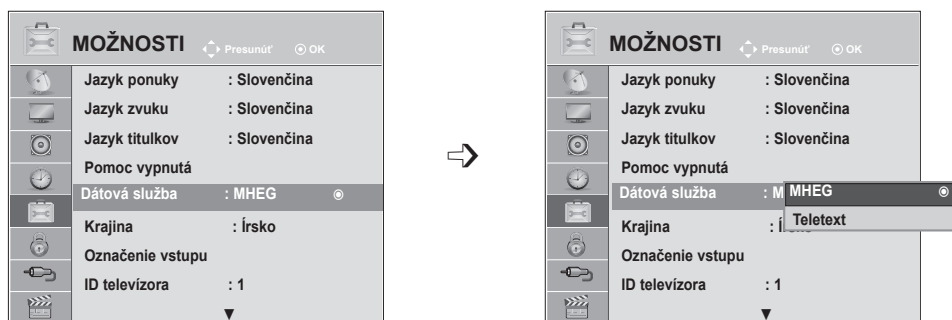 MOŽNOSTI Presunúť OK
Jazyk ponuky : Slovenčina
Jazyk zvuku : Slovenčina
Jazyk titulkov : Slovenčina
Pomoc vypnutá
Dátová služba : MHEG
Krajina : Írsko
Označenie vstupu
ID televízora : 1
MOŽNOSTI Presunúť OK
Jazyk ponuky : Slovenčina
Jazyk zvuku : Slovenčina
Jazyk titulkov : Slovenčina
Pomoc vypnutá
Dátová služba : M MHEG
Teletext
Krajina : Írsko
Označenie vstupu
ID televízora : 1